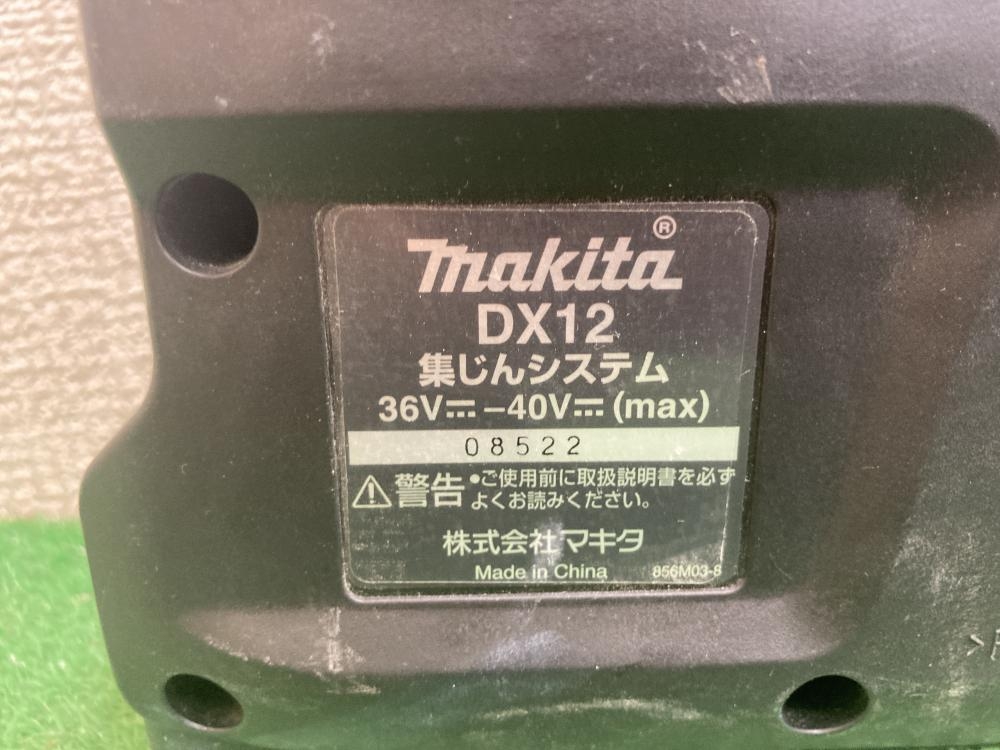 makita®
DX12
集じんシステム
36V⎓-40V⎓(max)
08522
⚠警告 •ご使用前に取扱説明書を必ず
よくお読みください。
株式会社マキタ
Made in China 856M03-8